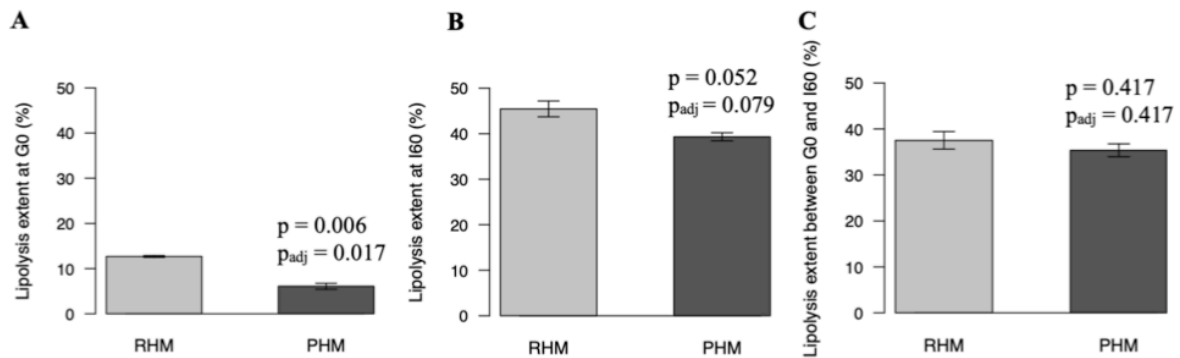 A
Lipolysis extent at G0 (%)
50
40
30
20
10
0
p = 0.006
padj = 0.017
RHM
PHM
B
Lipolysis extent at I60 (%)
50
40
30
20
10
0
p = 0.052
padj = 0.079
RHM
PHM
C
Lipolysis extent between G0 and I60 (%)
50
40
30
20
10
0
p = 0.417
padj = 0.417
RHM
PHM